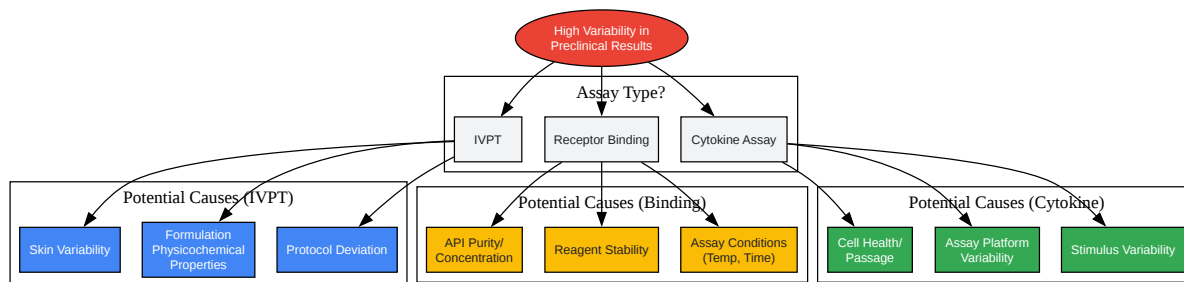 High Variability in
Preclinical Results
Assay Type?
IVPT
Receptor Binding
Cytokine Assay
Potential Causes (IVPT)
Skin Variability
Formulation
Physicochemical
Properties
Protocol Deviation
Potential Causes (Binding)
API Purity/
Concentration
Reagent Stability
Assay Conditions
(Temp, Time)
Potential Causes (Cytokine)
Cell Health/
Passage
Assay Platform
Variability
Stimulus Variability